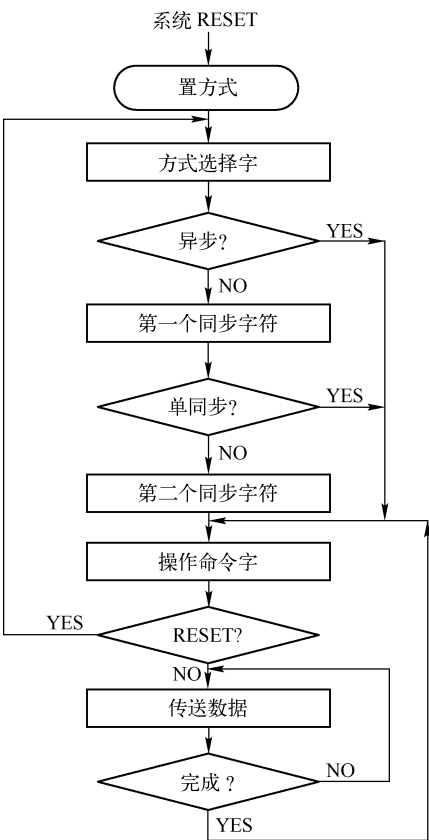 系统 RESET
置方式
方式选择字
异步?
YES
NO
第一个同步字符
单同步?
YES
NO
第二个同步字符
操作命令字
YES
RESET?
NO
传送数据
完成?
NO
YES